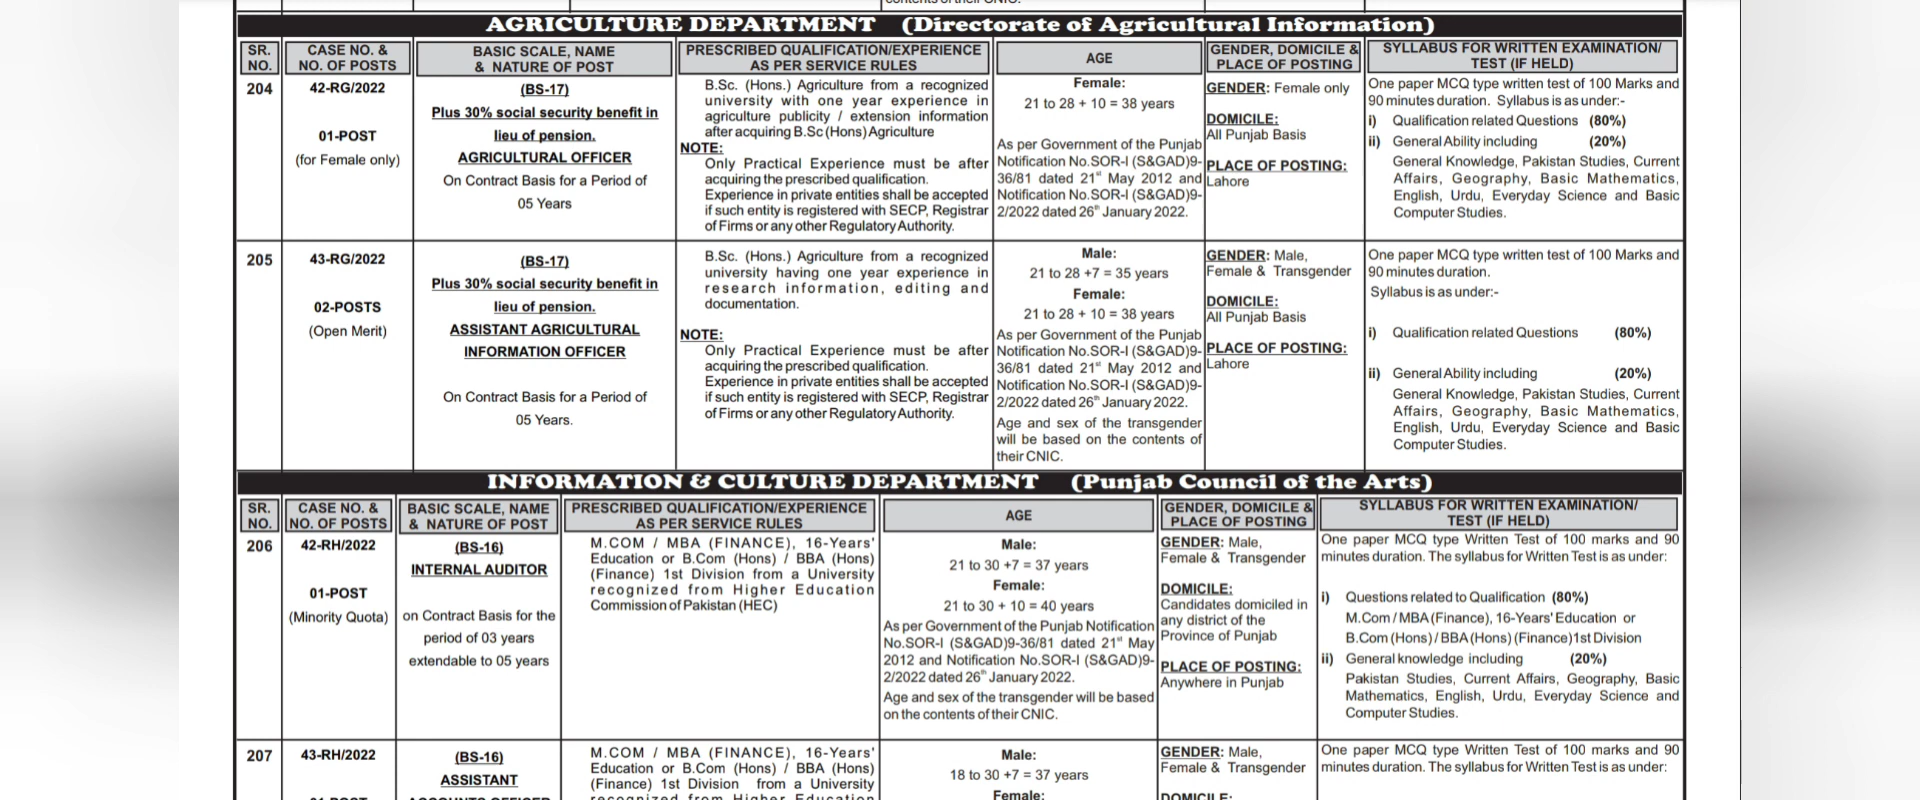 contents of their CNIC.
AGRICULTURE DEPARTMENT (Directorate of Agricultural Information)
SR. NO.
CASE NO. & NO. OF POSTS
BASIC SCALE, NAME & NATURE OF POST
PRESCRIBED QUALIFICATION/EXPERIENCE AS PER SERVICE RULES
AGE
GENDER, DOMICILE & PLACE OF POSTING
SYLLABUS FOR WRITTEN EXAMINATION/ TEST (IF HELD)
204
42-RG/2022
01-POST
(for Female only)
(BS-17)
Plus 30% social security benefit in
lieu of pension.
AGRICULTURAL OFFICER
On Contract Basis for a Period of
05 Years
B.Sc. (Hons.) Agriculture from a recognized
university with one year experience in
agriculture publicity / extension information
after acquiring B.Sc (Hons) Agriculture
NOTE:
Only Practical Experience must be after
acquiring the prescribed qualification.
Experience in private entities shall be accepted
if such entity is registered with SECP, Registrar
of Firms or any other Regulatory Authority.
Female:
21 to 28 + 10 = 38 years
As per Government of the Punjab
Notification No.SOR-I (S&GAD)9-
36/81 dated 21st May 2012 and
Notification No.SOR-I (S&GAD)9-
2/2022 dated 26th January 2022.
GENDER: Female only
DOMICILE:
All Punjab Basis
PLACE OF POSTING:
Lahore
One paper MCQ type written test of 100 Marks and
90 minutes duration. Syllabus is as under:-
i) Qualification related Questions (80%)
ii) General Ability including (20%)
General Knowledge, Pakistan Studies, Current
Affairs, Geography, Basic Mathematics,
English, Urdu, Everyday Science and Basic
Computer Studies.
205
43-RG/2022
02-POSTS
(Open Merit)
(BS-17)
Plus 30% social security benefit in
lieu of pension.
ASSISTANT AGRICULTURAL
INFORMATION OFFICER
On Contract Basis for a Period of
05 Years.
B.Sc. (Hons.) Agriculture from a recognized
university having one year experience in
research information, editing and
documentation.
NOTE:
Only Practical Experience must be after
acquiring the prescribed qualification.
Experience in private entities shall be accepted
if such entity is registered with SECP, Registrar
of Firms or any other Regulatory Authority.
Male:
21 to 28 +7 = 35 years
Female:
21 to 28 + 10 = 38 years
As per Government of the Punjab
Notification No.SOR-I (S&GAD)9-
36/81 dated 21st May 2012 and
Notification No.SOR-I (S&GAD)9-
2/2022 dated 26th January 2022.
Age and sex of the transgender
will be based on the contents of
their CNIC.
GENDER: Male,
Female & Transgender
DOMICILE:
All Punjab Basis
PLACE OF POSTING:
Lahore
One paper MCQ type written test of 100 Marks and
90 minutes duration.
Syllabus is as under:-
i) Qualification related Questions (80%)
ii) General Ability including (20%)
General Knowledge, Pakistan Studies, Current
Affairs, Geography, Basic Mathematics,
English, Urdu, Everyday Science and Basic
Computer Studies.
INFORMATION & CULTURE DEPARTMENT (Punjab Council of the Arts)
SR. NO.
CASE NO. & NO. OF POSTS
BASIC SCALE, NAME & NATURE OF POST
PRESCRIBED QUALIFICATION/EXPERIENCE AS PER SERVICE RULES
AGE
GENDER, DOMICILE & PLACE OF POSTING
SYLLABUS FOR WRITTEN EXAMINATION/ TEST (IF HELD)
206
42-RH/2022
01-POST
(Minority Quota)
(BS-16)
INTERNAL AUDITOR
on Contract Basis for the
period of 03 years
extendable to 05 years
M.COM / MBA (FINANCE), 16-Years'
Education or B.Com (Hons) / BBA (Hons)
(Finance) 1st Division from a University
recognized from Higher Education
Commission of Pakistan (HEC)
Male:
21 to 30 +7 = 37 years
Female:
21 to 30 + 10 = 40 years
As per Government of the Punjab Notification
No.SOR-I (S&GAD)9-36/81 dated 21st May
2012 and Notification No.SOR-I (S&GAD)9-
2/2022 dated 26th January 2022.
Age and sex of the transgender will be based
on the contents of their CNIC.
GENDER: Male,
Female & Transgender
DOMICILE:
Candidates domiciled in
any district of the
Province of Punjab
PLACE OF POSTING:
Anywhere in Punjab
One paper MCQ type Written Test of 100 marks and 90
minutes duration. The syllabus for Written Test is as under:
i) Questions related to Qualification (80%)
M.Com / MBA (Finance), 16-Years' Education or
B.Com (Hons) / BBA (Hons) (Finance)1st Division
ii) General knowledge including (20%)
Pakistan Studies, Current Affairs, Geography, Basic
Mathematics, English, Urdu, Everyday Science and
Computer Studies.
207
43-RH/2022
01-POST
(BS-16)
ASSISTANT
ACCOUNTS OFFICER
M.COM / MBA (FINANCE), 16-Years'
Education or B.Com (Hons) / BBA (Hons)
(Finance) 1st Division from a University
recognized from Higher Education
Male:
18 to 30 +7 = 37 years
Female:
GENDER: Male,
Female & Transgender
DOMICILE:
One paper MCQ type Written Test of 100 marks and 90
minutes duration. The syllabus for Written Test is as under: